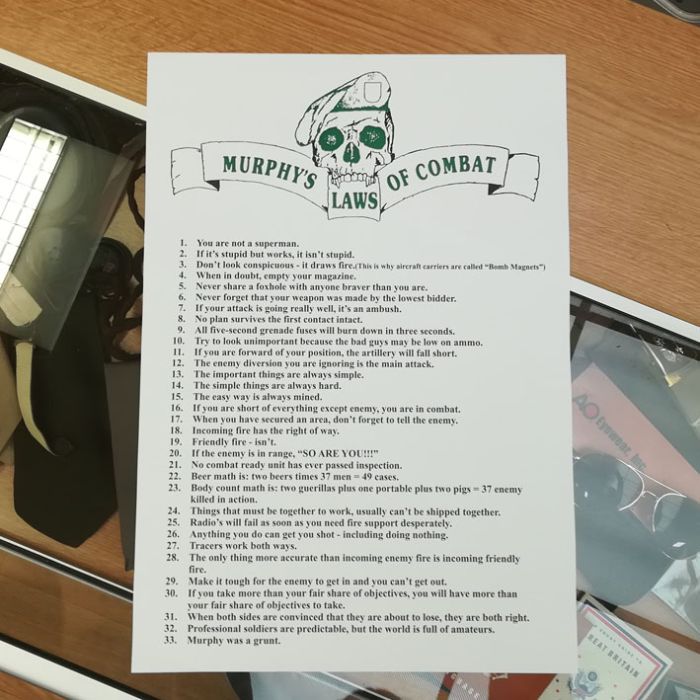 MURPHY'S LAWS OF COMBAT
1. You are not a superman.
2. If it's stupid but works, it isn't stupid.
3. Don't look conspicuous - it draws fire.(This is why aircraft carriers are called "Bomb Magnets")
4. When in doubt, empty your magazine.
5. Never share a foxhole with anyone braver than you are.
6. Never forget that your weapon was made by the lowest bidder.
7. If your attack is going really well, it's an ambush.
8. No plan survives the first contact intact.
9. All five-second grenade fuses will burn down in three seconds.
10. Try to look unimportant because the bad guys may be low on ammo.
11. If you are forward of your position, the artillery will fall short.
12. The enemy diversion you are ignoring is the main attack.
13. The important things are always simple.
14. The simple things are always hard.
15. The easy way is always mined.
16. If you are short of everything except enemy, you are in combat.
17. When you have secured an area, don't forget to tell the enemy.
18. Incoming fire has the right of way.
19. Friendly fire - isn't.
20. If the enemy is in range, "SO ARE YOU!!!"
21. No combat ready unit has ever passed inspection.
22. Beer math is: two beers times 37 men = 49 cases.
23. Body count math is: two guerillas plus one portable plus two pigs = 37 enemy
killed in action.
24. Things that must be together to work, usually can't be shipped together.
25. Radio's will fail as soon as you need fire support desperately.
26. Anything you do can get you shot - including doing nothing.
27. Tracers work both ways.
28. The only thing more accurate than incoming enemy fire is incoming friendly
fire.
29. Make it tough for the enemy to get in and you can't get out.
30. If you take more than your fair share of objectives, you will have more than
your fair share of objectives to take.
31. When both sides are convinced that they are about to lose, they are both right.
32. Professional soldiers are predictable, but the world is full of amateurs.
33. Murphy was a grunt.
AO Eyewear, Inc.
EAT BRITAIN